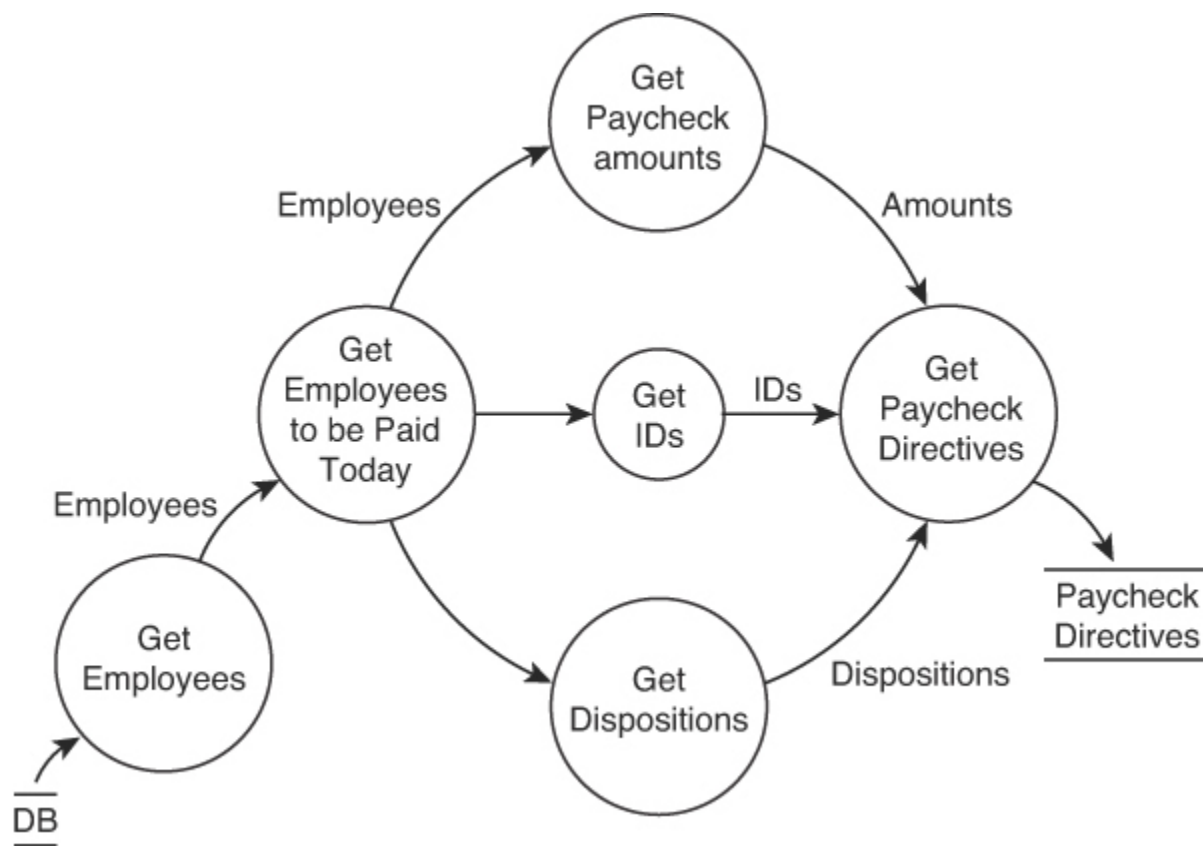 Get
Paycheck
amounts
Employees
Amounts
Get
Employees
to be Paid
Today
Get
IDs
IDs
Get
Paycheck
Directives
Employees
Get
Employees
Get
Dispositions
Dispositions
Paycheck
Directives
DB